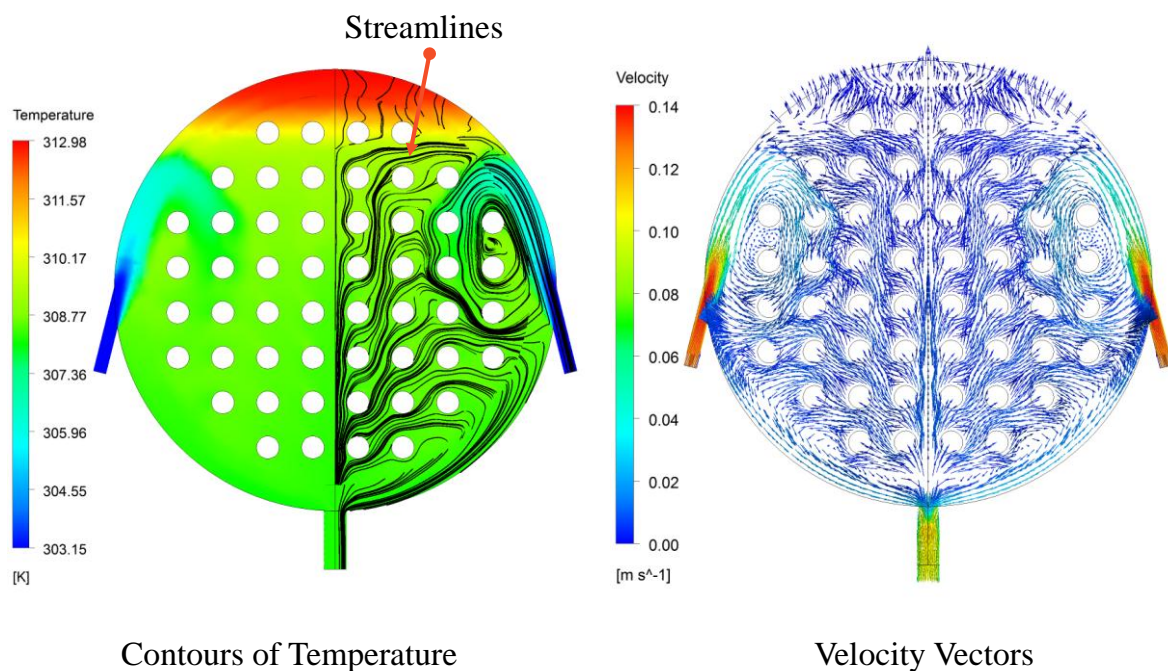 Streamlines
Temperature
312.98
311.57
310.17
308.77
307.36
305.96
304.55
303.15
[K]
Velocity
0.14
0.12
0.10
0.08
0.06
0.04
0.02
0.00
[m s^-1]
Contours of Temperature
Velocity Vectors